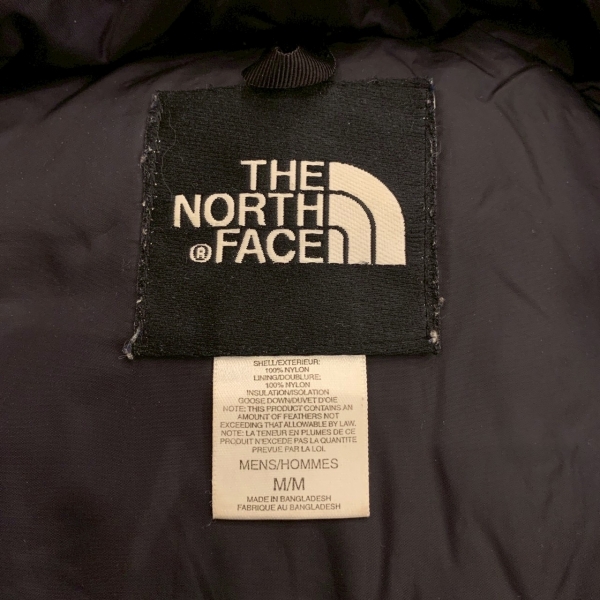 THE
NORTH
®FACE
SHELL/EXTERIEUR:
100% NYLON
LINING/DOUBLURE:
100% NYLON
INSULATION/ISOLATION
GOOSE DOWN/DUVET D'OIE
NOTE: THIS PRODUCT CONTAINS AN
AMOUNT OF FEATHERS NOT
EXCEEDING THAT ALLOWABLE BY LAW.
NOTE: LA TENEUR EN PLUMES DE CE
PRODUIT N'EXCEDE PAS LA QUANTITE
PREVUE PAR LA LOI.
MENS/HOMMES
M/M
MADE IN BANGLADESH
FABRIQUE AU BANGLADESH